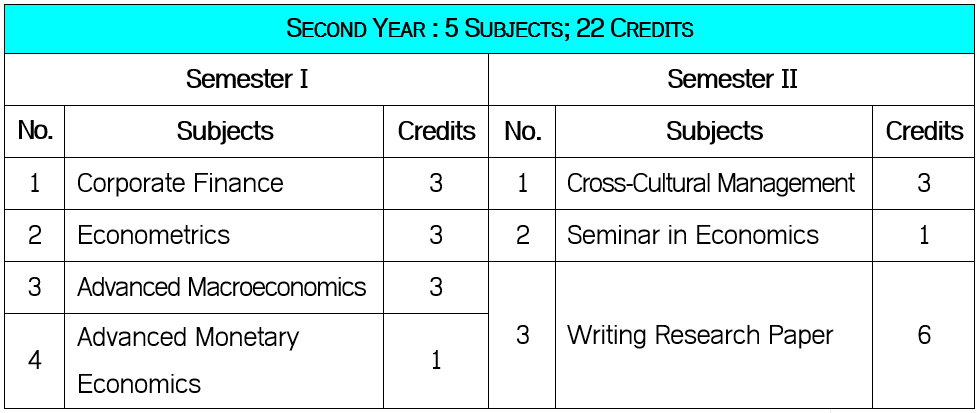 SECOND YEAR : 5 SUBJECTS; 22 CREDITS
Semester I Semester II
No. Subjects Credits No. Subjects Credits
1 Corporate Finance 3 1 Cross-Cultural Management 3
2 Econometrics 3 2 Seminar in Economics 1
3 Advanced Macroeconomics 3
4 Advanced Monetary
Economics 1
3 Writing Research Paper 6